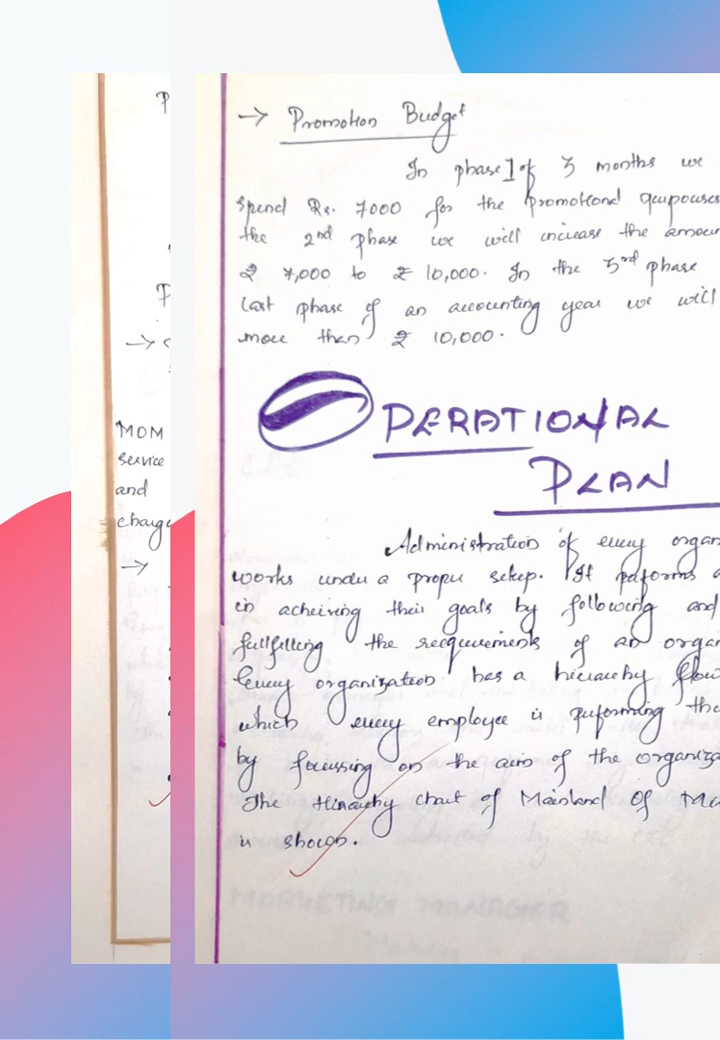 P
P
→
MOM
service
and
charge
→
→ Promotion Budget
In phase 1 of 3 months we
spend Rs. 7000 for the promotional purpouses
the 2nd phase we will increase the amoun
₹ 7,000 to ₹ 10,000. In the 3rd phase
last phase of an accounting year we will
more than ₹ 10,000.
OPERATIONAL
PLAN
Administration of every organ
works under a proper setup. It performs a
in acheiving their goals by following and
fullfilling the requirements of an organ
Every organization has a hierarchy flow
which every employee is performing the
by focussing on the aim of the organiza
The Hirarchy chart of Mainland Of
is shown.
MARKETING MANAGER